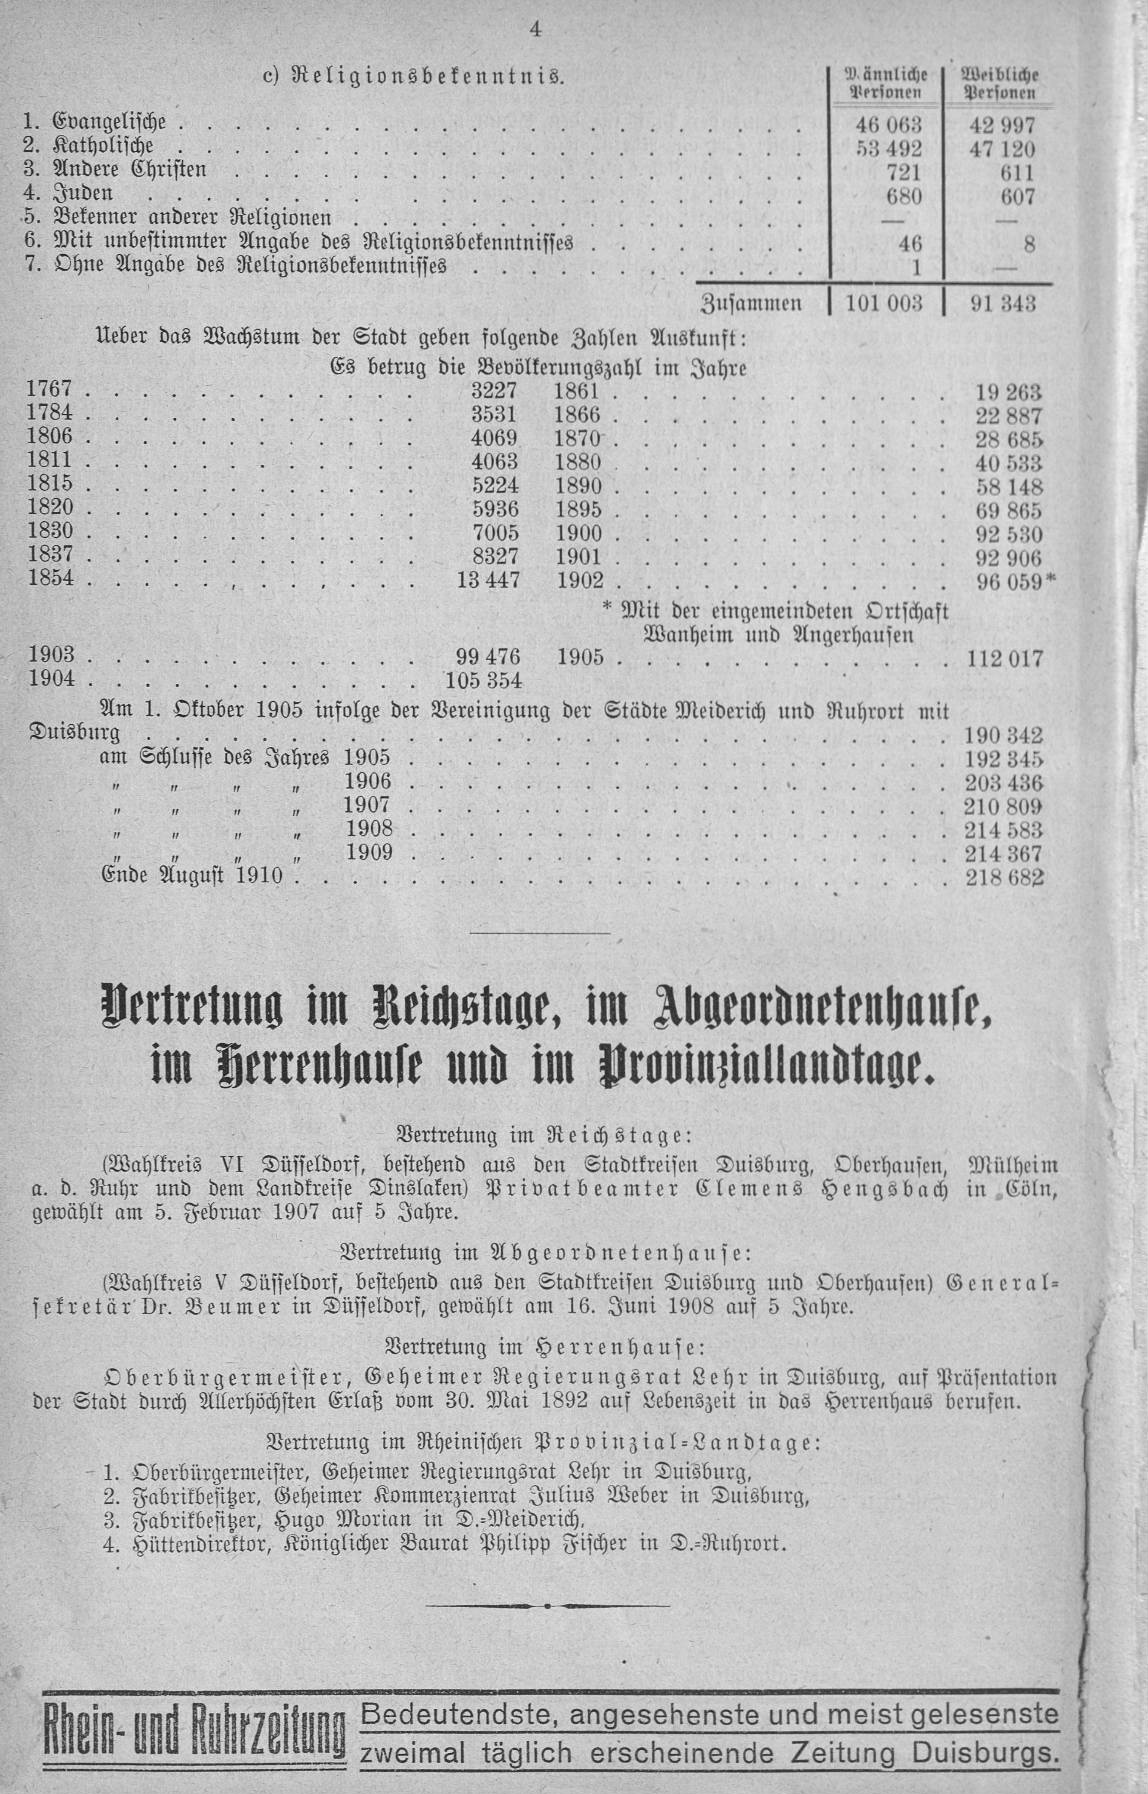 4
c) Religionsbekenntnis.
Männliche Personen
Weibliche Personen
1. Evangelische . . . 46 063 42 997
2. Katholische . . . 53 492 47 120
3. Andere Christen . . . 721 611
4. Juden . . . 680 607
5. Bekenner anderer Religionen . . . — —
6. Mit unbestimmter Angabe des Religionsbekenntnisses . . . 46 8
7. Ohne Angabe des Religionsbekenntnisses . . . 1 —
Zusammen 101 003 91 343
Ueber das Wachstum der Stadt geben folgende Zahlen Auskunft:
Es betrug die Bevölkerungszahl im Jahre
1767 . . . 3227 1861 . . . 19 263
1784 . . . 3531 1866 . . . 22 887
1806 . . . 4069 1870 . . . 28 685
1811 . . . 4063 1880 . . . 40 533
1815 . . . 5224 1890 . . . 58 148
1820 . . . 5936 1895 . . . 69 865
1830 . . . 7005 1900 . . . 92 530
1837 . . . 8327 1901 . . . 92 906
1854 . . . 13 447 1902 . . . 96 059*
* Mit der eingemeindeten Ortschaft
Wanheim und Angerhausen
1903 . . . 99 476 1905 . . . 112 017
1904 . . . 105 354
Am 1. Oktober 1905 infolge der Vereinigung der Städte Meiderich und Ruhrort mit
Duisburg . . . 190 342
am Schlusse des Jahres 1905 . . . 192 345
„ „ „ „ 1906 . . . 203 436
„ „ „ „ 1907 . . . 210 809
„ „ „ „ 1908 . . . 214 583
„ „ „ „ 1909 . . . 214 367
Ende August 1910 . . . 218 682
Vertretung im Reichstage, im Abgeordnetenhause,
im Herrenhause und im Provinziallandtage.
Vertretung im Reichstage:
(Wahlkreis VI Düsseldorf, bestehend aus den Stadtkreisen Duisburg, Oberhausen, Mülheim
a. d. Ruhr und dem Landkreise Dinslaken) Privatbeamter Clemens Hengsbach in Cöln,
gewählt am 5. Februar 1907 auf 5 Jahre.
Vertretung im Abgeordnetenhause:
(Wahlkreis V Düsseldorf, bestehend aus den Stadtkreisen Duisburg und Oberhausen) General-
sekretär Dr. Beumer in Düsseldorf, gewählt am 16. Juni 1908 auf 5 Jahre.
Vertretung im Herrenhause:
Oberbürgermeister, Geheimer Regierungsrat Lehr in Duisburg, auf Präsentation
der Stadt durch Allerhöchsten Erlaß vom 30. Mai 1892 auf Lebenszeit in das Herrenhaus berufen.
Vertretung im Rheinischen Provinzial-Landtage:
1. Oberbürgermeister, Geheimer Regierungsrat Lehr in Duisburg,
2. Fabrikbesitzer, Geheimer Kommerzienrat Julius Weber in Duisburg,
3. Fabrikbesitzer, Hugo Morian in D.-Meiderich,
4. Hüttendirektor, Königlicher Baurat Philipp Fischer in D.-Ruhrort.
Rhein- und Ruhrzeitung
Bedeutendste, angesehenste und meist gelesenste
zweimal täglich erscheinende Zeitung Duisburgs.